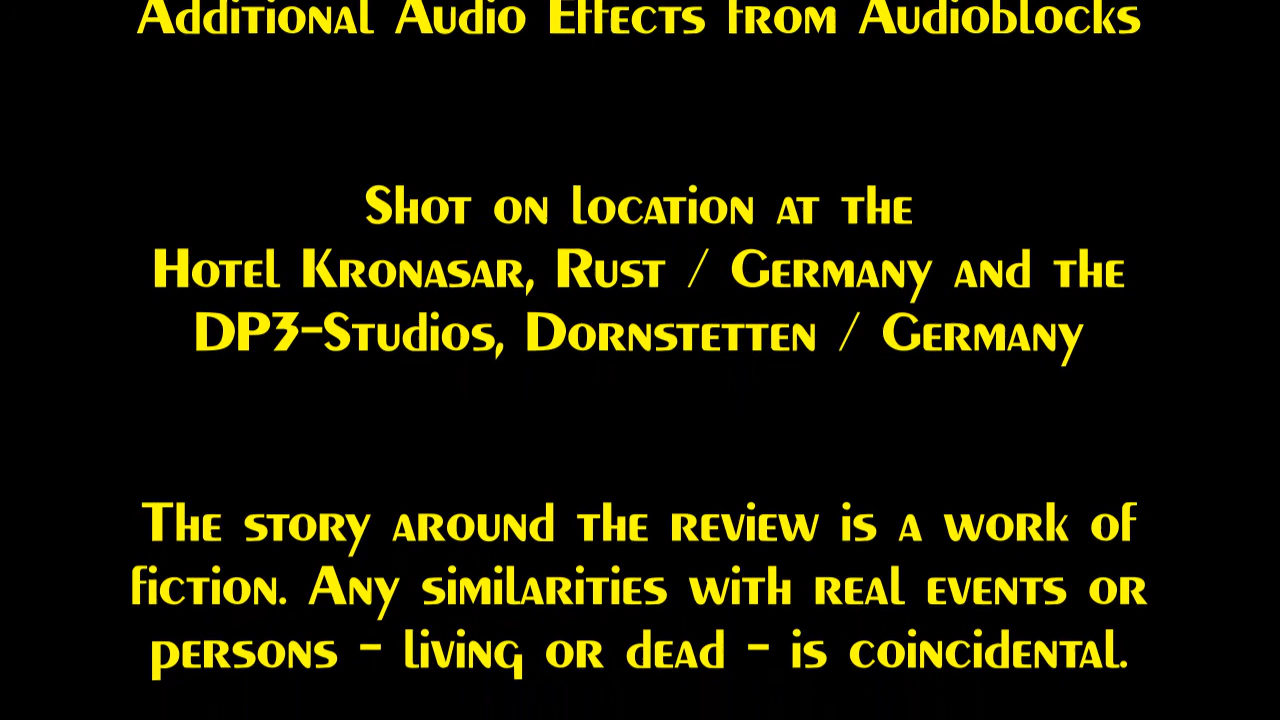 Additional Audio Effects from Audioblocks
Shot on location at the
Hotel Kronasar, Rust / Germany and the
DP3-Studios, Dornstetten / Germany
The story around the review is a work of
fiction. Any similarities with real events or
persons - living or dead - is coincidental.